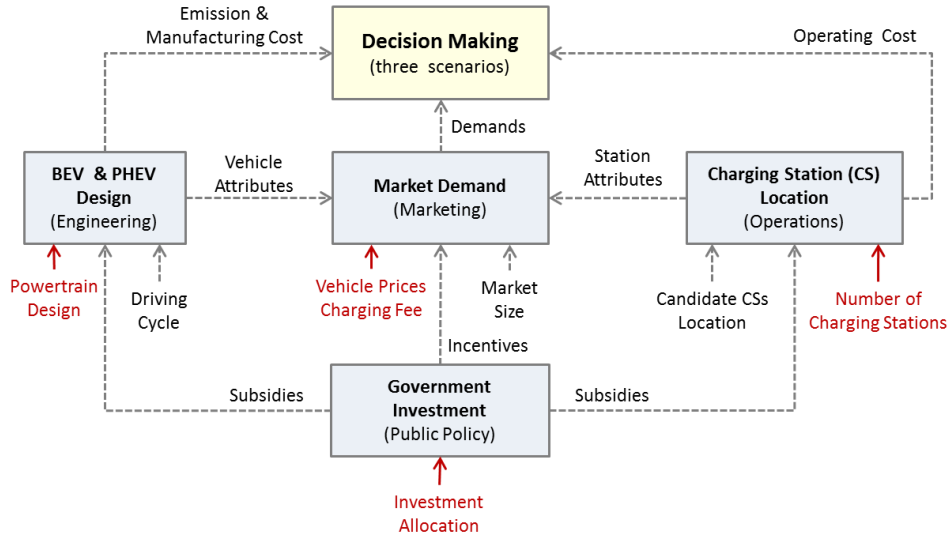 Emission &
Manufacturing Cost
Decision Making
(three scenarios)
Operating Cost
Demands
BEV & PHEV
Design
(Engineering)
Vehicle
Attributes
Market Demand
(Marketing)
Station
Attributes
Charging Station (CS)
Location
(Operations)
Powertrain
Design
Driving
Cycle
Vehicle Prices
Charging Fee
Market
Size
Candidate CSs
Location
Number of
Charging Stations
Incentives
Subsidies
Government
Investment
(Public Policy)
Subsidies
Investment
Allocation